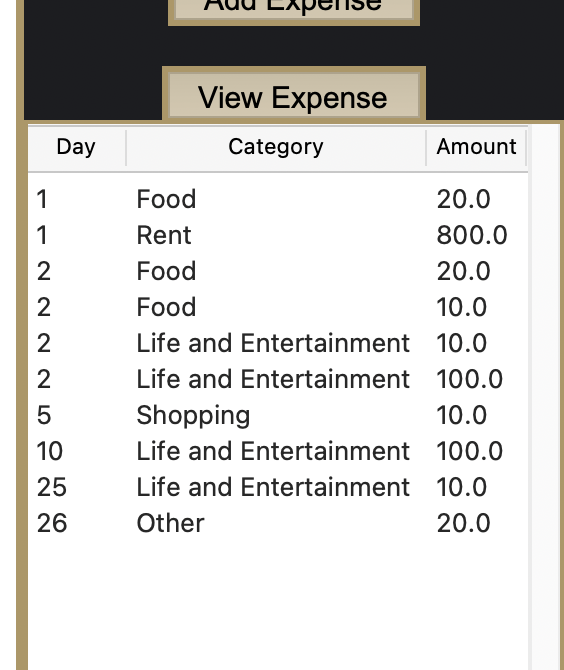 Add Expense
View Expense
Day Category Amount
1 Food 20.0
1 Rent 800.0
2 Food 20.0
2 Food 10.0
2 Life and Entertainment 10.0
2 Life and Entertainment 100.0
5 Shopping 10.0
10 Life and Entertainment 100.0
25 Life and Entertainment 10.0
26 Other 20.0